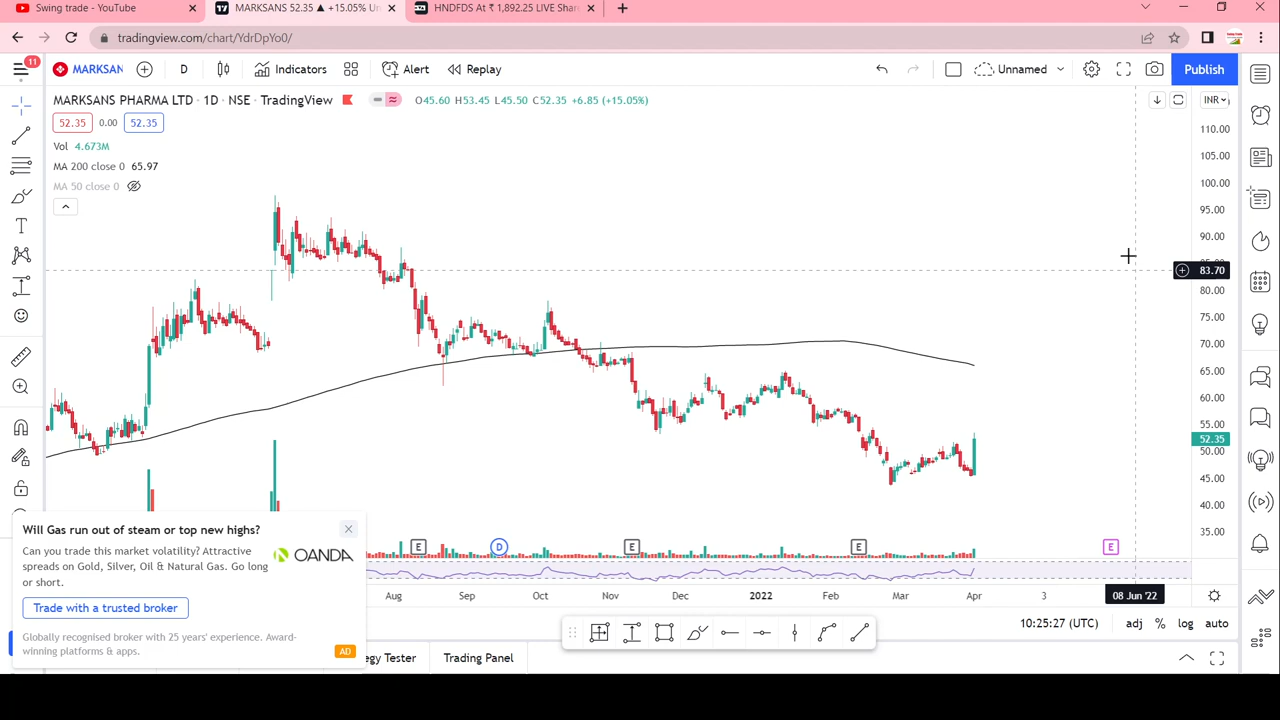 Swing trade - YouTube
MARKSANS 52.35 ▲ +15.05% Un
HNDFDS At ₹ 1,892.25 LIVE Shar
tradingview.com/chart/YdrDpYo0/
11
MARKSAN
D
Indicators
Alert
Replay
Unnamed
Publish
MARKSANS PHARMA LTD · 1D · NSE · TradingView
O45.60 H53.45 L45.50 C52.35 +6.85 (+15.05%)
INR
52.35 0.00 52.35
Vol 4.673M
MA 200 close 0 65.97
MA 50 close 0
110.00
105.00
100.00
95.00
90.00
85.00
83.70
80.00
75.00
70.00
65.00
60.00
55.00
52.35
50.00
45.00
40.00
35.00
Will Gas run out of steam or top new highs?
Can you trade this market volatility? Attractive
spreads on Gold, Silver, Oil & Natural Gas. Go long
or short.
OANDA
Trade with a trusted broker
Globally recognised broker with 25 years' experience. Award-
winning platforms & apps.
AD
E D E E E
Aug Sep Oct Nov Dec 2022 Feb Mar Apr 3 08 Jun '22
10:25:27 (UTC) adj % log auto
egy Tester
Trading Panel